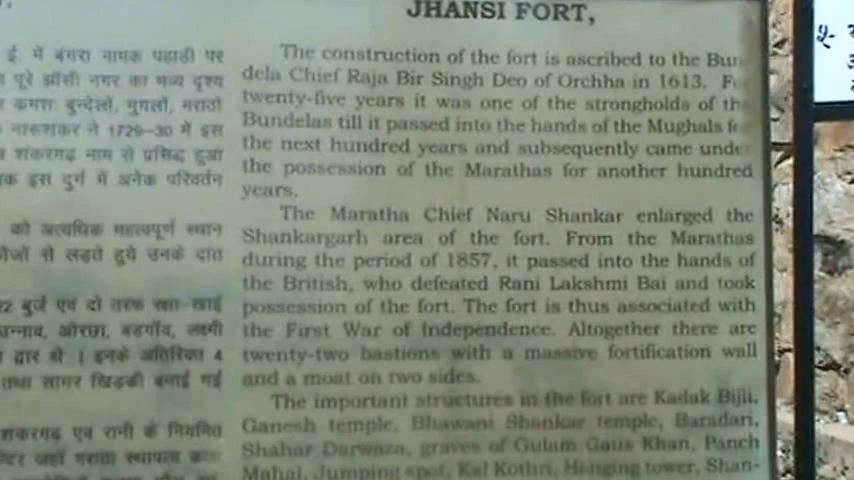 JHANSI FORT,
ई. में बगरा नामक पहाड़ी पर
पूरे झाँसी नगर का भव्य दृश्य
क्रमशः बुन्देलों, मुगलों, मराठों
नारूशंकर ने 1729-30 में इस
शंकरगढ़ नाम से प्रसिद्ध हुआ
इस दुर्ग में अनेक परिवर्तन
को अत्यधिक महत्वपूर्ण स्थान
से लड़ते हुये उनके दांत
22 बुर्ज एवं दो तरफ रक्षा-खाई
उन्नाव, ओरछा, बड़गाँव, लक्ष्मी
द्वार थे । इनके अतिरिक्त 4
तथा सागर खिड़की बनाई गई
शंकरगढ़ एवं रानी के नियमित
जहाँ मराठा स्थापत्य
The construction of the fort is ascribed to the Bun
dela Chief Raja Bir Singh Deo of Orchha in 1613. F
twenty-five years it was one of the strongholds of the
Bundelas till it passed into the hands of the Mughals fo
the next hundred years and subsequently came under
the possession of the Marathas for another hundred
years.
The Maratha Chief Naru Shankar enlarged the
Shankargarh area of the fort. From the Marathas
during the period of 1857, it passed into the hands of
the British, who defeated Rani Lakshmi Bai and took
possession of the fort. The fort is thus associated with
the First War of Independence. Altogether there are
twenty-two bastions with a massive fortification wall
and a moat on two sides.
The important structures in the fort are Kadak Bijli,
Ganesh temple, Bhawani Shankar temple, Baradari,
Shahar Darwaza, graves of Gulam Gaus Khan, Panch
Mahal, Jumping spot, Kal Kothri, Hanging tower, Shan-